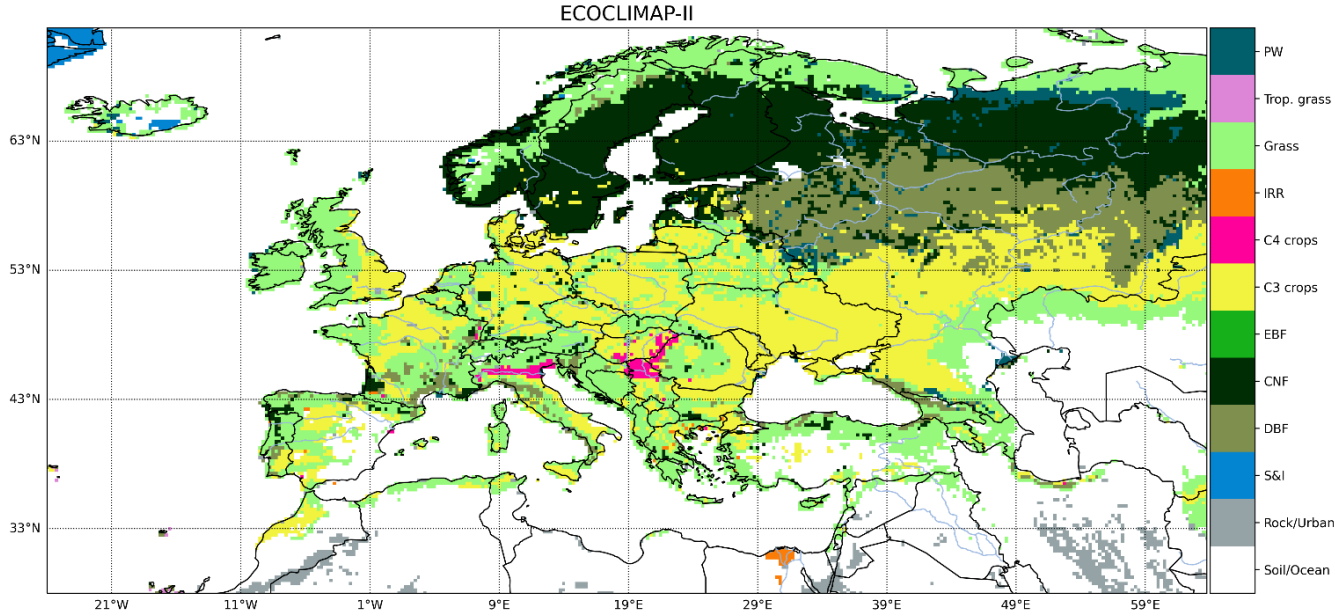 ECOCLIMAP-II
63°N
53°N
43°N
33°N
21°W
11°W
1°W
9°E
19°E
29°E
39°E
49°E
59°E
PW
Trop. grass
Grass
IRR
C4 crops
C3 crops
EBF
CNF
DBF
S&I
Rock/Urban
Soil/Ocean